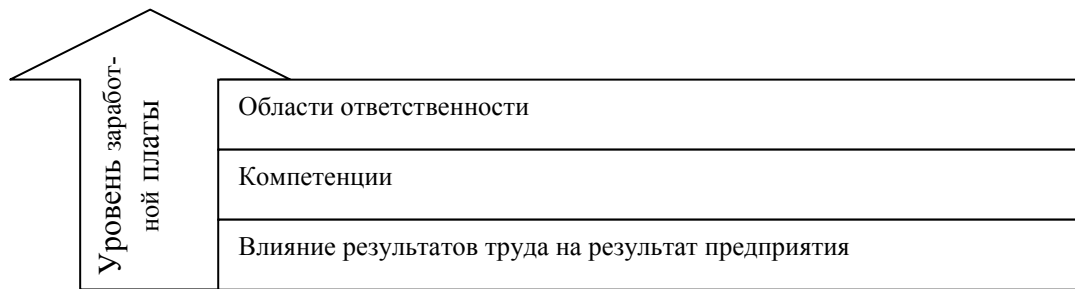 Уровень заработ-
ной платы
Области ответственности
Компетенции
Влияние результатов труда на результат предприятия